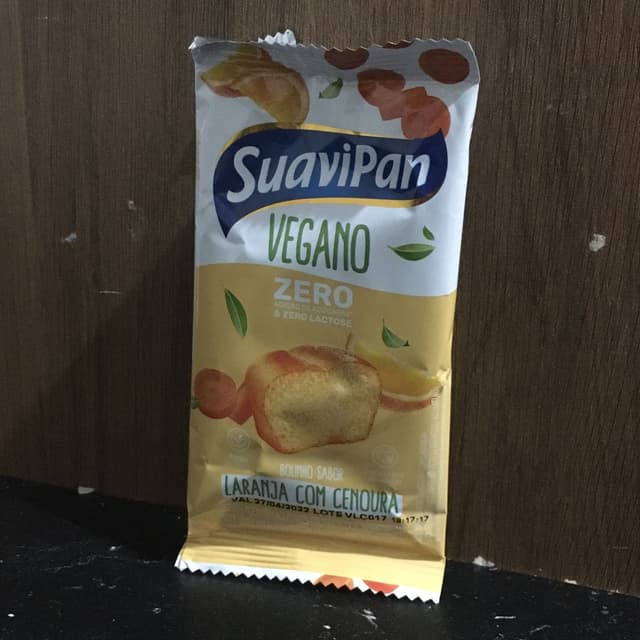 SuaviPan
VEGANO
ZERO
& ZERO LACTOSE
BOLINHO SABOR
LARANJA COM CENOURA
VAL 27/04/2022 LOTE VLC017 18:17:17